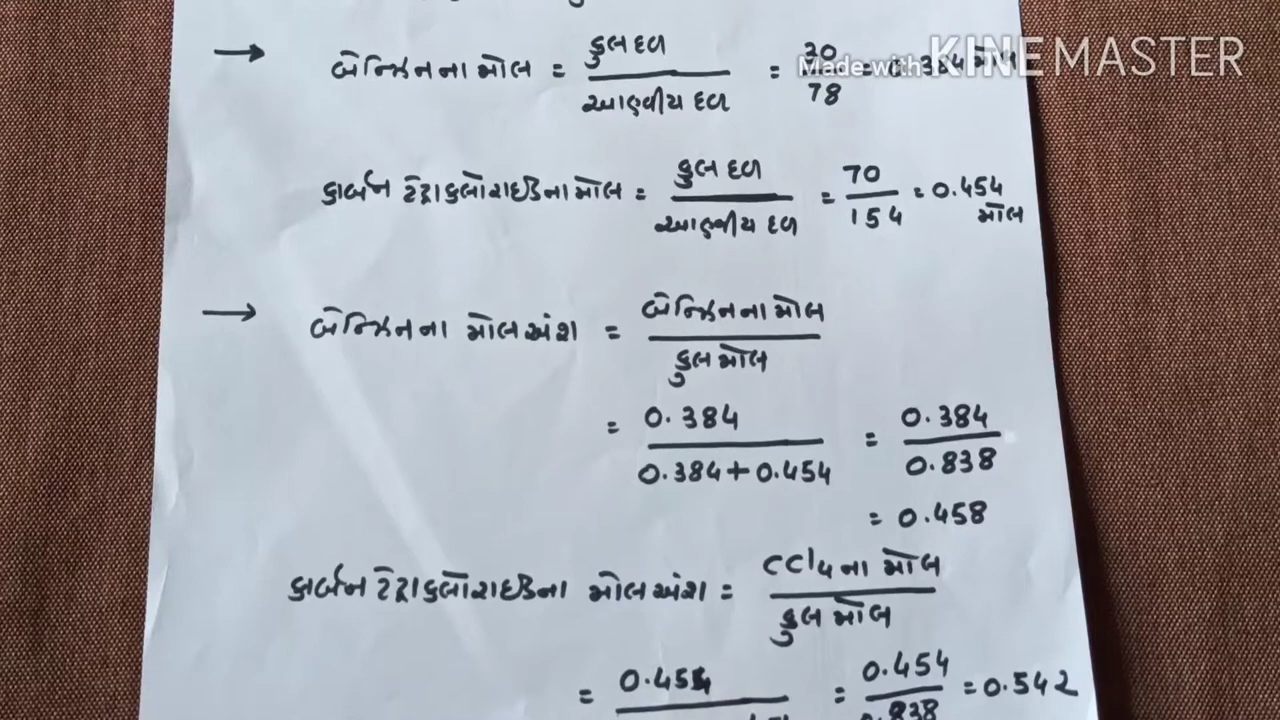 → બેન્ઝિનના મોલ = કુલ દળ / આણ્વીય દળ = 30 / 78
Made with KINEMASTER
કાર્બન ટેટ્રાક્લોરાઇડના મોલ = કુલ દળ / આણ્વીય દળ = 70 / 154 = 0.454 મોલ
→ બેન્ઝિનના મોલઅંશ = બેન્ઝિનના મોલ / કુલ મોલ
= 0.384 / 0.384+0.454 = 0.384 / 0.838
= 0.458
કાર્બન ટેટ્રાક્લોરાઇડના મોલઅંશ = CCl4ના મોલ / કુલ મોલ
= 0.454 = 0.454 / 0.838 = 0.542